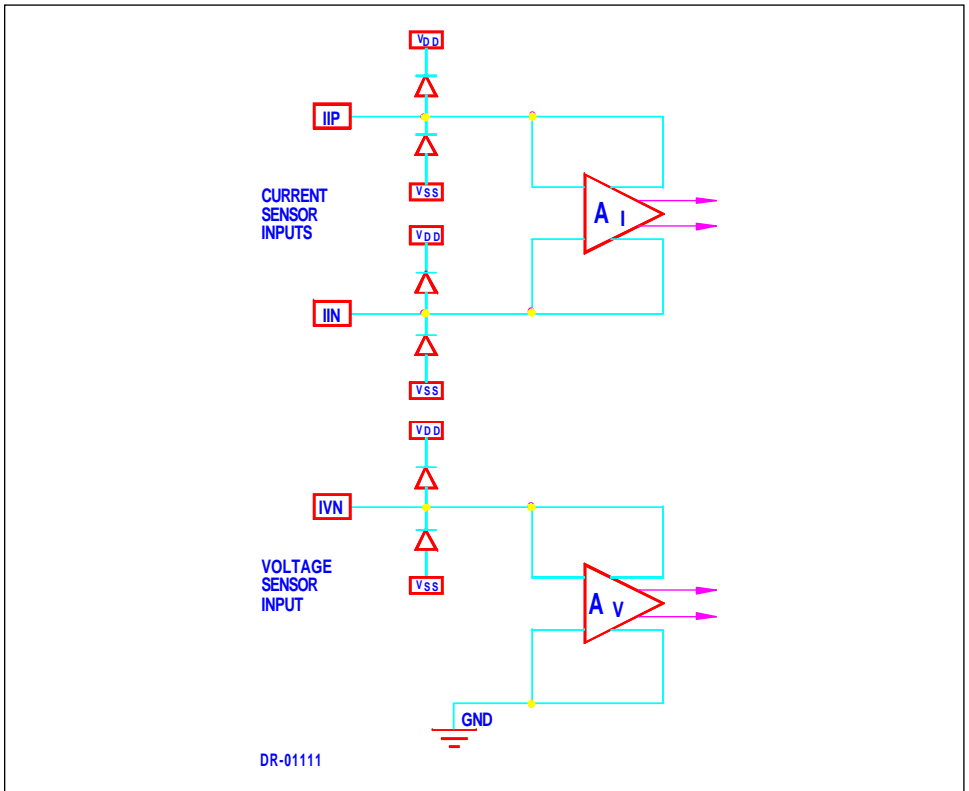 VDD
IIP
VSS
CURRENT
SENSOR
INPUTS
A I
VDD
IIN
VSS
VDD
IVN
VSS
VOLTAGE
SENSOR
INPUT
A V
GND
DR-01111